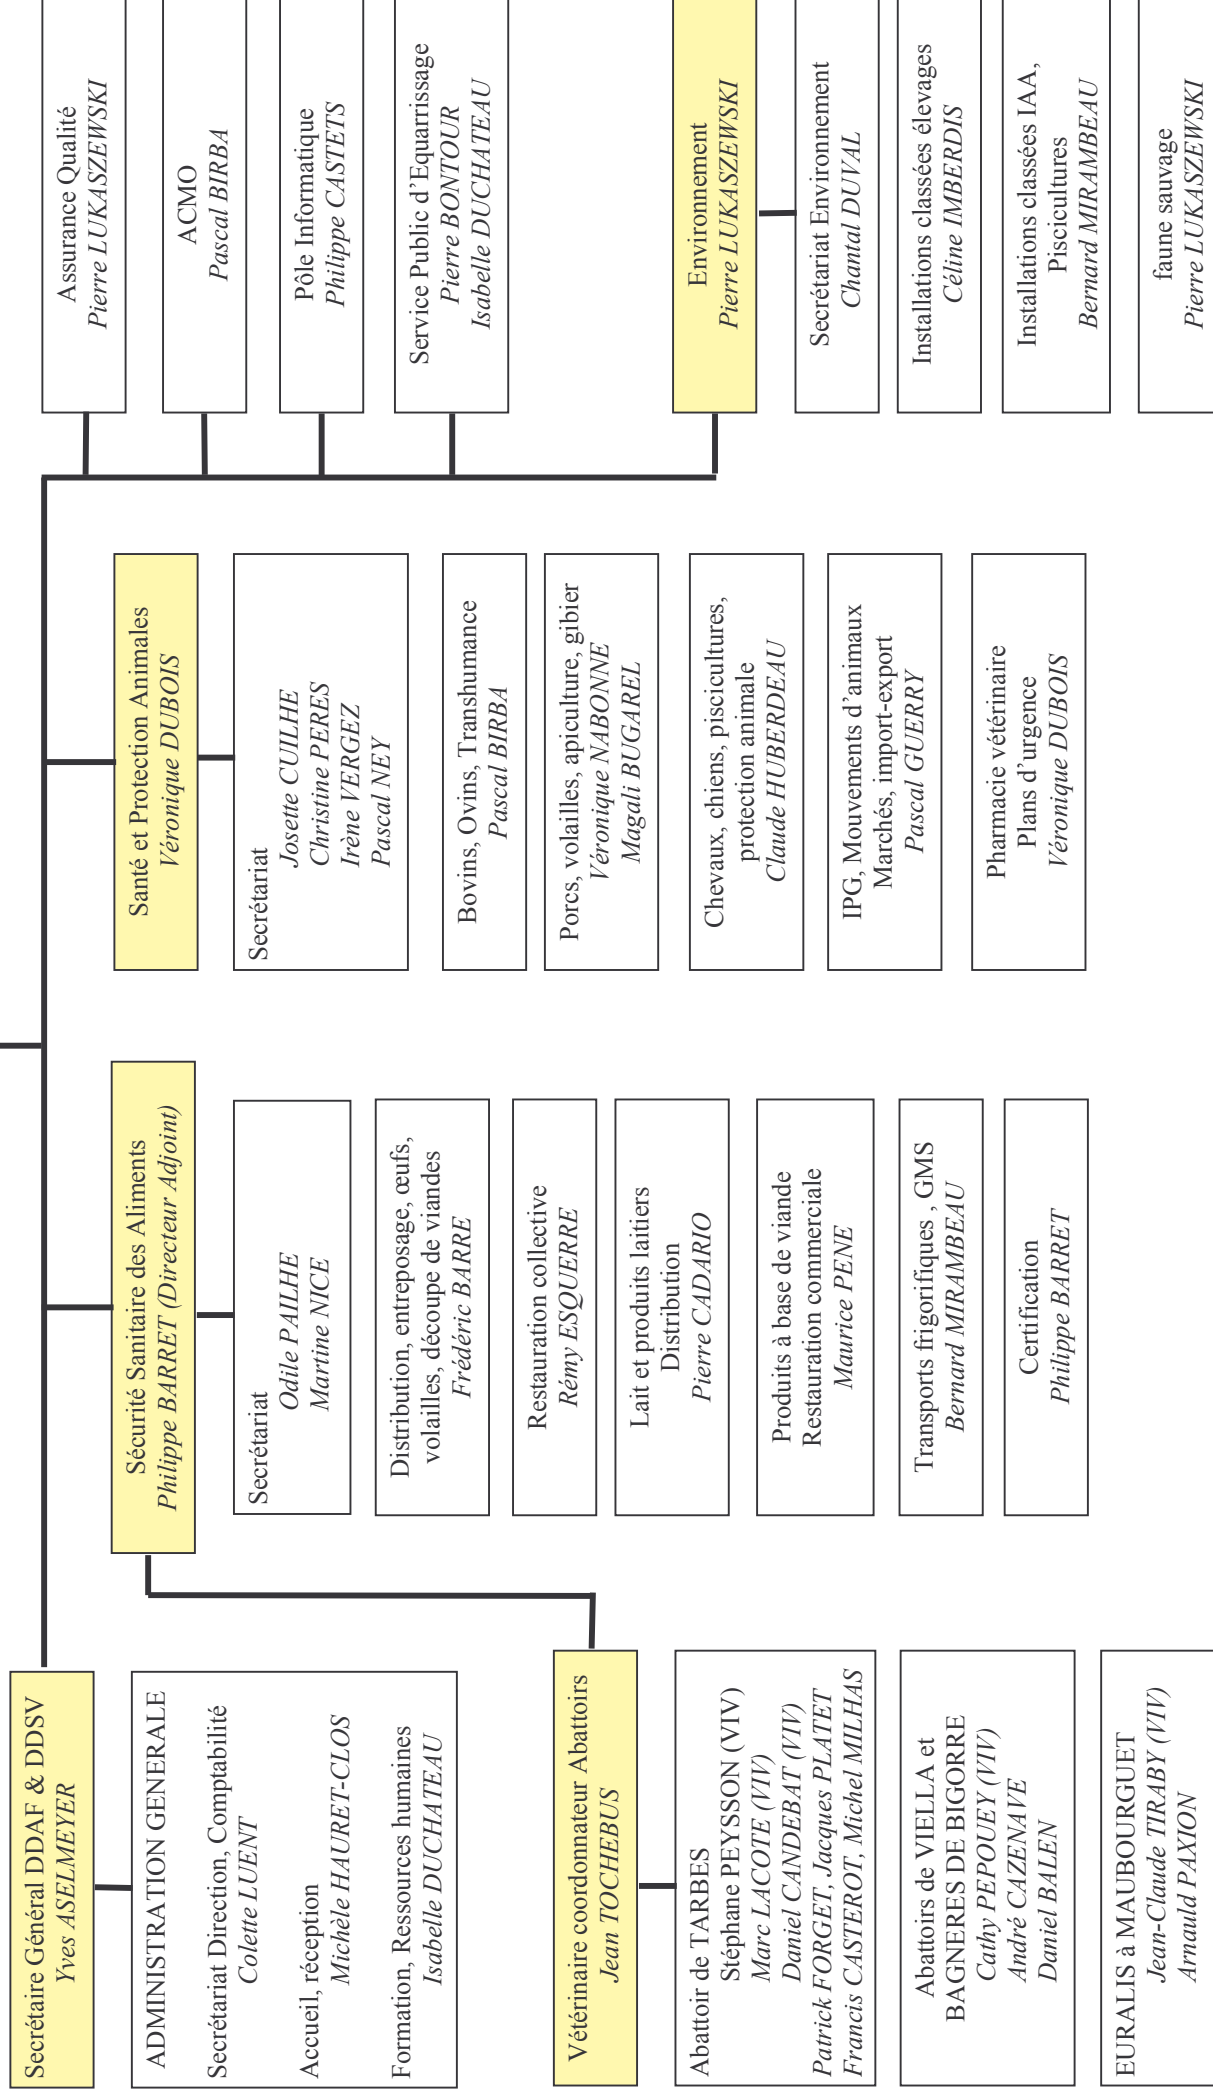 Secrétaire Général DDAF & DDSV
Yves ASELMEYER
ADMINISTRATION GENERALE
Secrétariat Direction, Comptabilité
Colette LUENT
Accueil, réception
Michèle HAURET-CLOS
Formation, Ressources humaines
Isabelle DUCHATEAU
Vétérinaire coordonnateur Abattoirs
Jean TOCHEBUS
Abattoir de TARBES
Stéphane PEYSSON (VIV)
Marc LACOTE (VIV)
Daniel CANDEBAT (VIV)
Patrick FORGET, Jacques PLATET
Francis CASTEROT, Michel MILHAS
Abattoirs de VIELLA et
BAGNERES DE BIGORRE
Cathy PEPOUEY (VIV)
André CAZENAVE
Daniel BALEN
EURALIS à MAUBOURGUET
Jean-Claude TIRABY (VIV)
Arnauld PAXION
Sécurité Sanitaire des Aliments
Philippe BARRET (Directeur Adjoint)
Secrétariat
Odile PAILHE
Martine NICE
Distribution, entreposage, œufs,
volailles, découpe de viandes
Frédéric BARRE
Restauration collective
Rémy ESQUERRE
Lait et produits laitiers
Distribution
Pierre CADARIO
Produits à base de viande
Restauration commerciale
Maurice PENE
Transports frigorifiques , GMS
Bernard MIRAMBEAU
Certification
Philippe BARRET
Santé et Protection Animales
Véronique DUBOIS
Secrétariat
Josette CUILHE
Christine PERES
Irène VERGEZ
Pascal NEY
Bovins, Ovins, Transhumance
Pascal BIRBA
Porcs, volailles, apiculture, gibier
Véronique NABONNE
Magali BUGAREL
Chevaux, chiens, piscicultures,
protection animale
Claude HUBERDEAU
IPG, Mouvements d'animaux
Marchés, import-export
Pascal GUERRY
Pharmacie vétérinaire
Plans d'urgence
Véronique DUBOIS
Assurance Qualité
Pierre LUKASZEWSKI
ACMO
Pascal BIRBA
Pôle Informatique
Philippe CASTETS
Service Public d'Equarrissage
Pierre BONTOUR
Isabelle DUCHATEAU
Environnement
Pierre LUKASZEWSKI
Secrétariat Environnement
Chantal DUVAL
Installations classées élevages
Céline IMBERDIS
Installations classées IAA,
Piscicultures
Bernard MIRAMBEAU
faune sauvage
Pierre LUKASZEWSKI